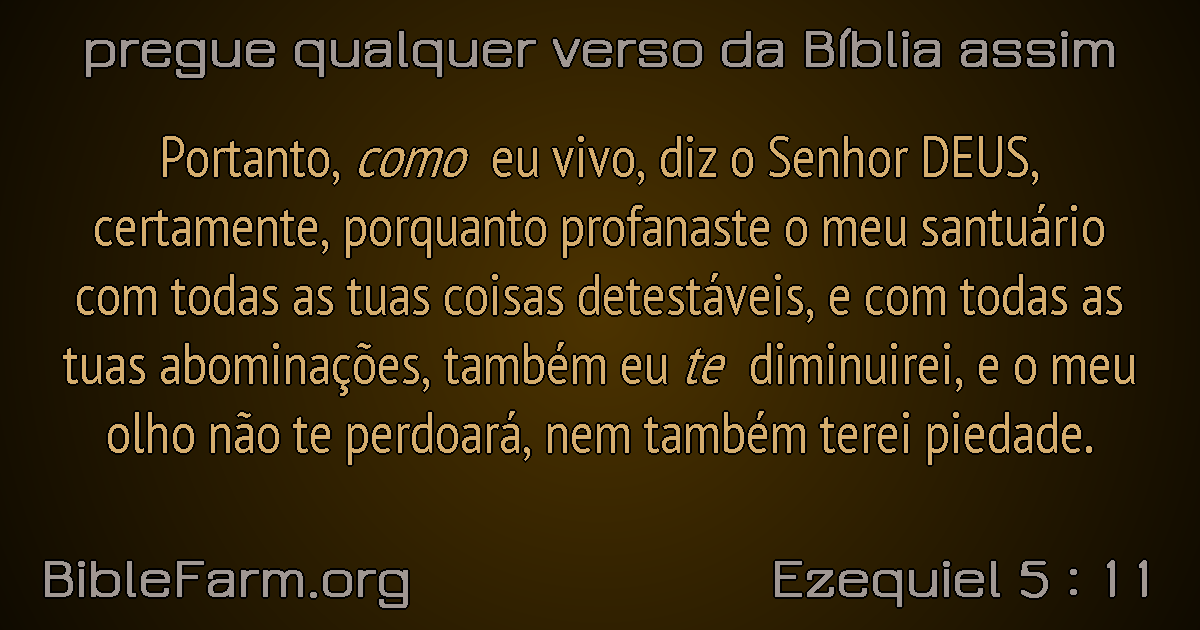 pregue qualquer verso da Bíblia assim
Portanto, como eu vivo, diz o Senhor DEUS,
certamente, porquanto profanaste o meu santuário
com todas as tuas coisas detestáveis, e com todas as
tuas abominações, também eu te diminuirei, e o meu
olho não te perdoará, nem também terei piedade.
BibleFarm.org
Ezequiel 5 : 11